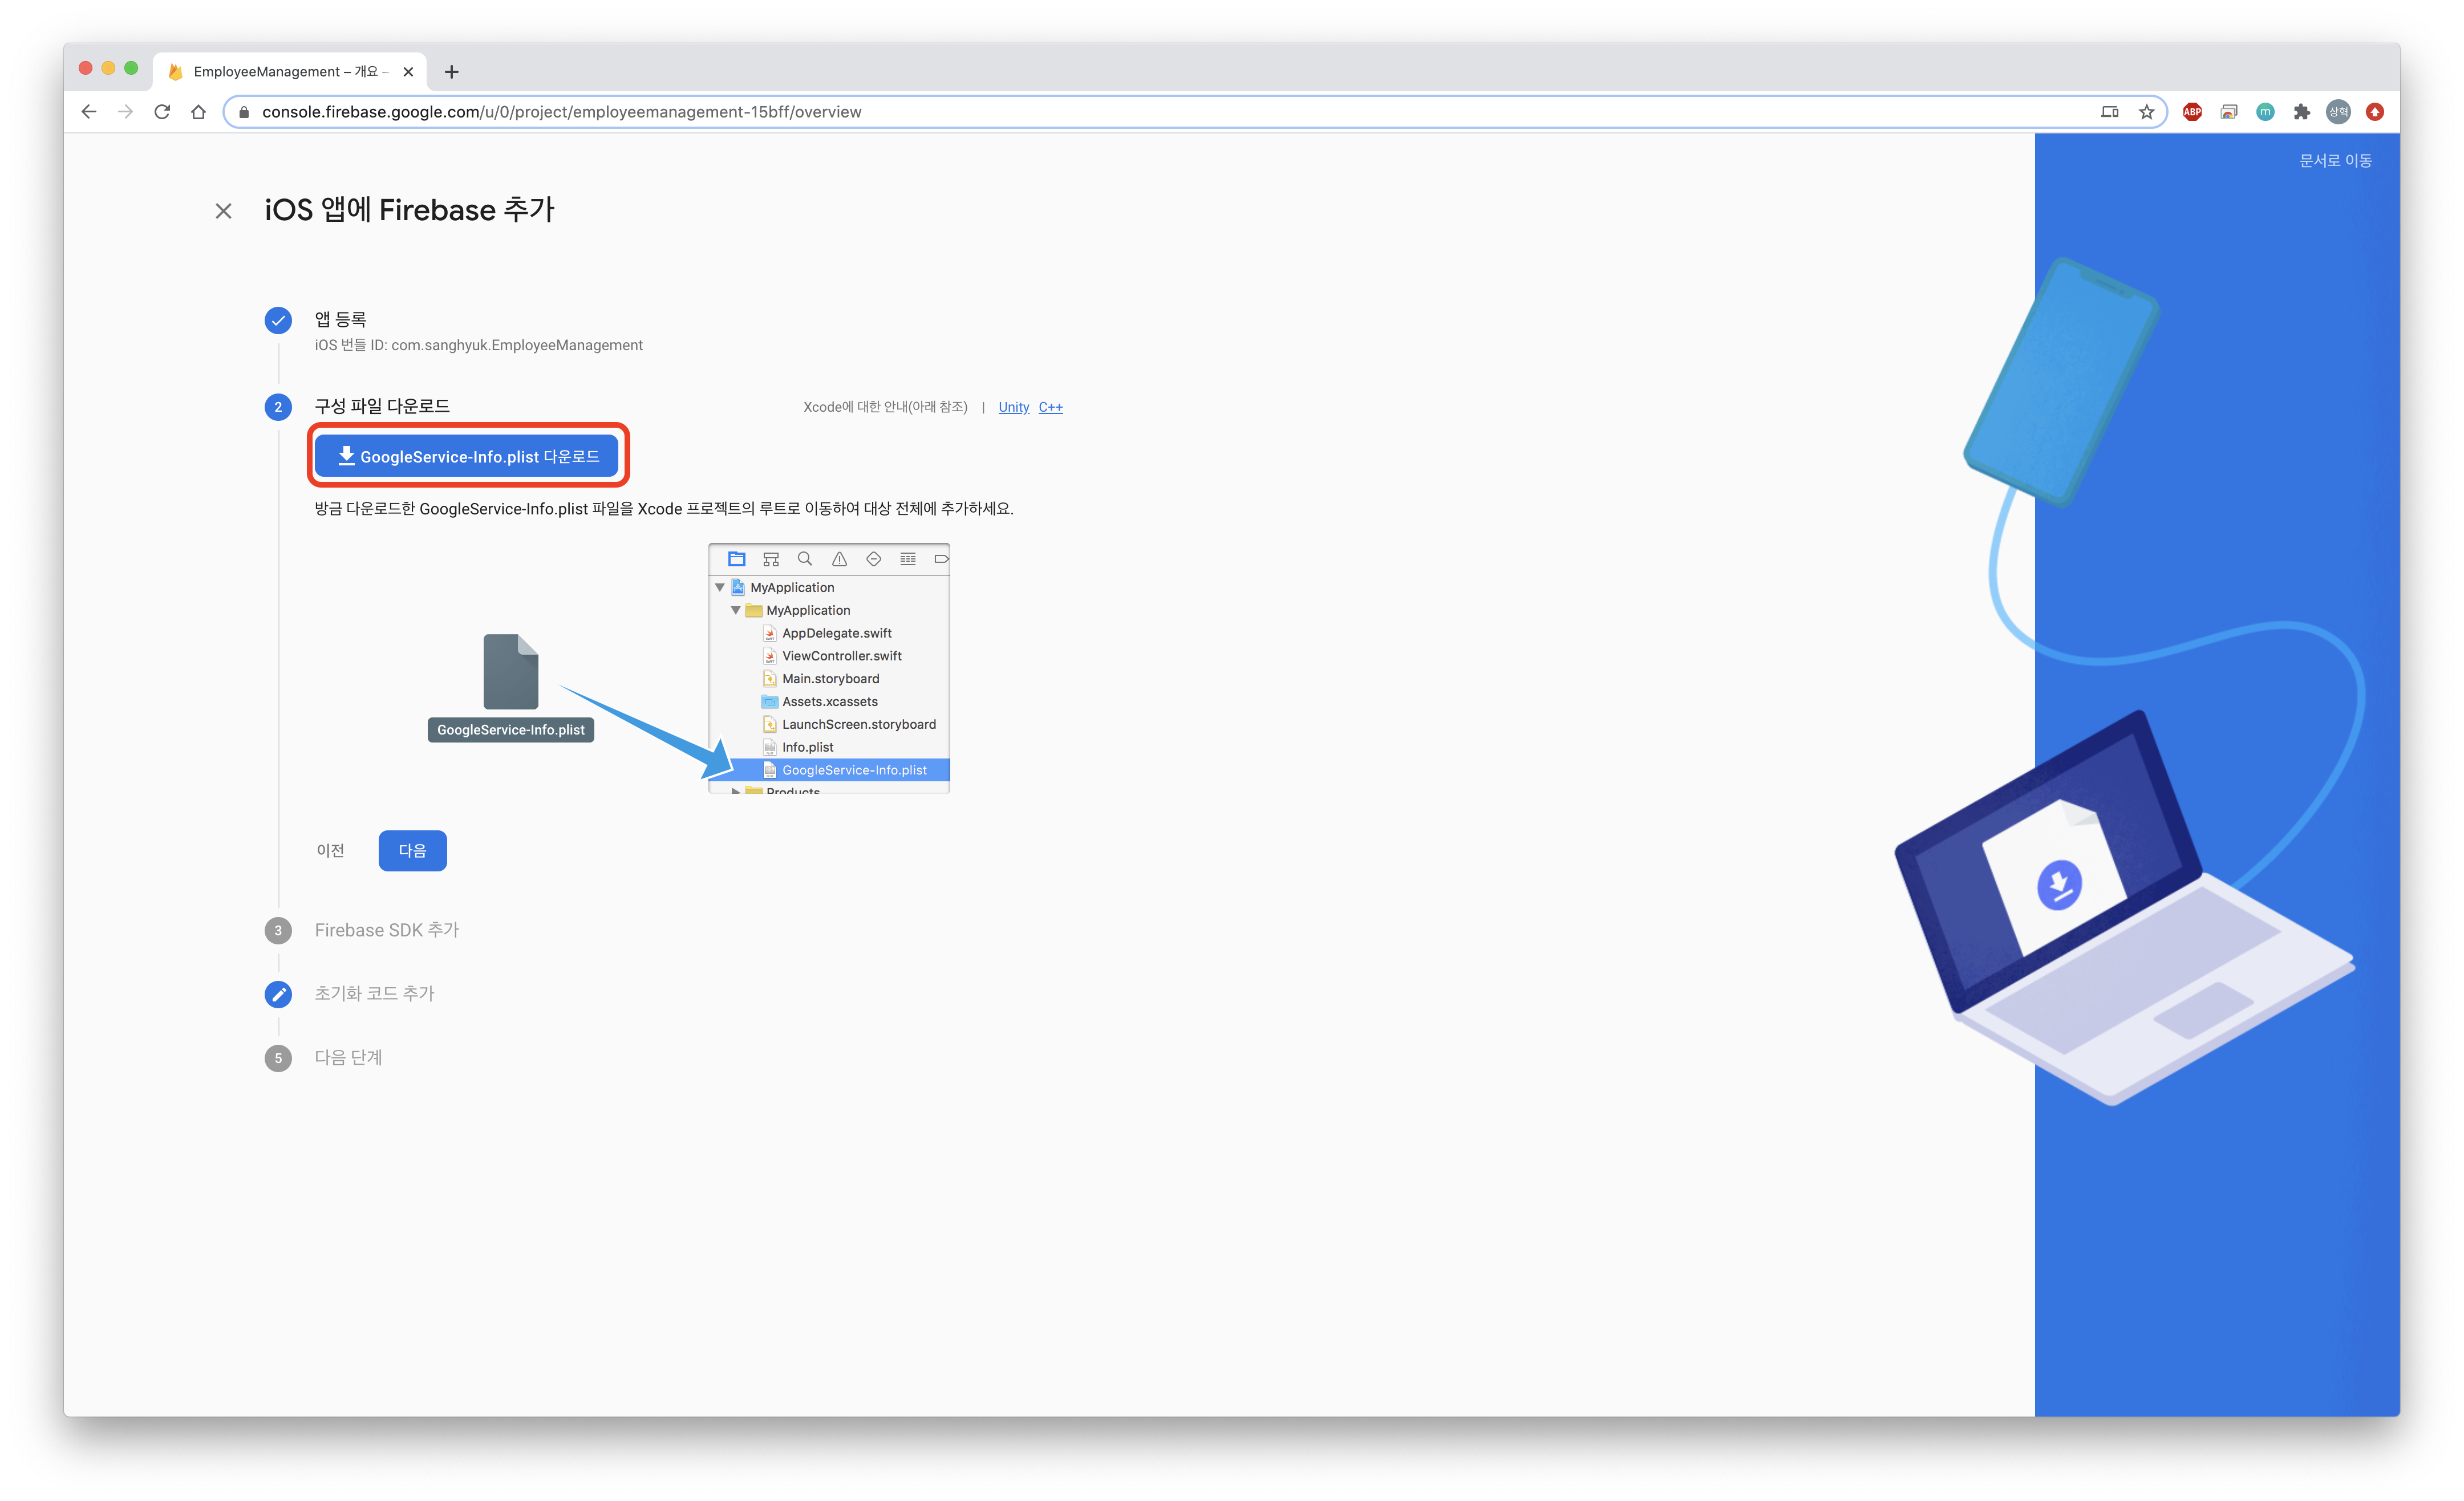 EmployeeManagement – 개요 –
console.firebase.google.com/u/0/project/employeemanagement-15bff/overview
ABP
m
상혁
문서로 이동
iOS 앱에 Firebase 추가
앱 등록
iOS 번들 ID: com.sanghyuk.EmployeeManagement
2
구성 파일 다운로드
Xcode에 대한 안내(아래 참조) | Unity C++
GoogleService-Info.plist 다운로드
방금 다운로드한 GoogleService-Info.plist 파일을 Xcode 프로젝트의 루트로 이동하여 대상 전체에 추가하세요.
MyApplication
MyApplication
AppDelegate.swift
ViewController.swift
Main.storyboard
Assets.xcassets
LaunchScreen.storyboard
Info.plist
GoogleService-Info.plist
Products
GoogleService-Info.plist
이전
다음
3
Firebase SDK 추가
초기화 코드 추가
5
다음 단계